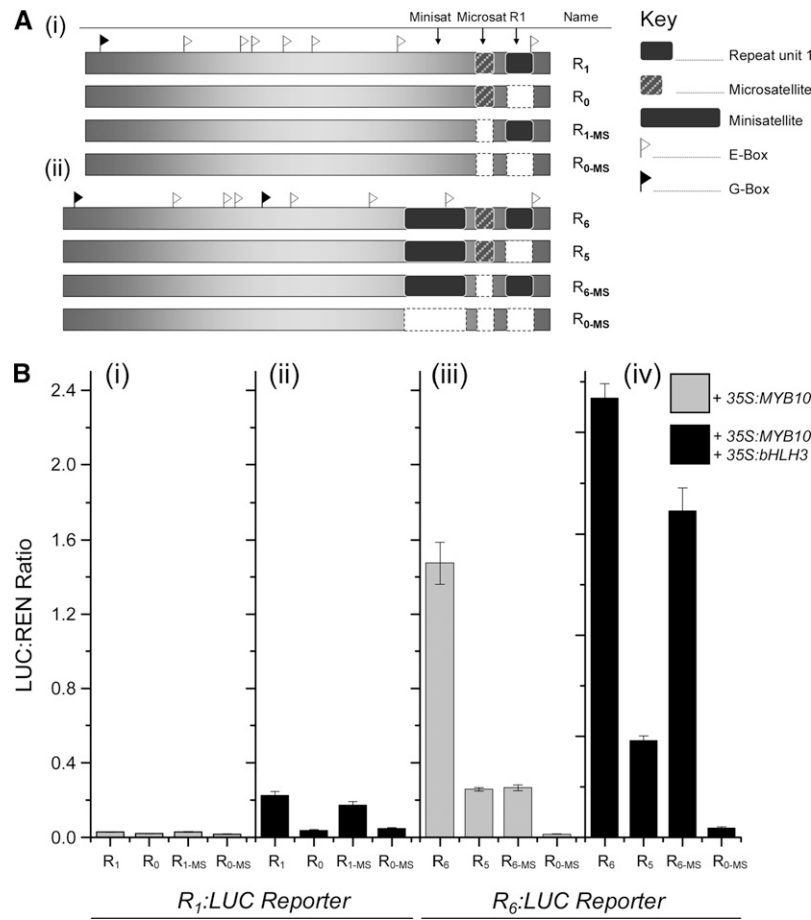 A
(i)
Minisat Microsat R1 Name
R1
R0
R1-MS
R0-MS
(ii)
R6
R5
R6-MS
R0-MS
Key
Repeat unit 1
Microsatellite
Minisatellite
E-Box
G-Box
B
(i) (ii) (iii) (iv)
+ 35S:MYB10
+ 35S:MYB10
+ 35S:bHLH3
LUC:REN Ratio
2.4
2.0
1.6
1.2
0.8
0.4
0.0
R1 R0 R1-MS R0-MS R1 R0 R1-MS R0-MS R6 R5 R6-MS R0-MS R6 R5 R6-MS R0-MS
R1:LUC Reporter R6:LUC Reporter